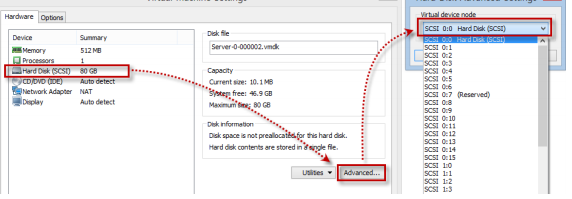 Virtual Machine Settings
Hard Disk Advanced Settings
Hardware Options
Device Summary
Memory 512 MB
Processors 1
Hard Disk (SCSI) 80 GB
CD/DVD (IDE) Auto detect
Network Adapter NAT
Display Auto detect
Disk file
Server-0-000002.vmdk
Capacity
Current size: 10.1 MB
System free: 46.9 GB
Maximum size: 80 GB
Disk information
Disk space is not preallocated for this hard disk.
Hard disk contents are stored in a single file.
Utilities Advanced...
Virtual device node
SCSI 0:0 Hard Disk (SCSI)
SCSI 0:0 Hard Disk (SCSI)
SCSI 0:1
SCSI 0:2
SCSI 0:3
SCSI 0:4
SCSI 0:5
SCSI 0:6
SCSI 0:7 (Reserved)
SCSI 0:8
SCSI 0:9
SCSI 0:10
SCSI 0:11
SCSI 0:12
SCSI 0:13
SCSI 0:14
SCSI 0:15
SCSI 1:0
SCSI 1:1
SCSI 1:2
SCSI 1:3